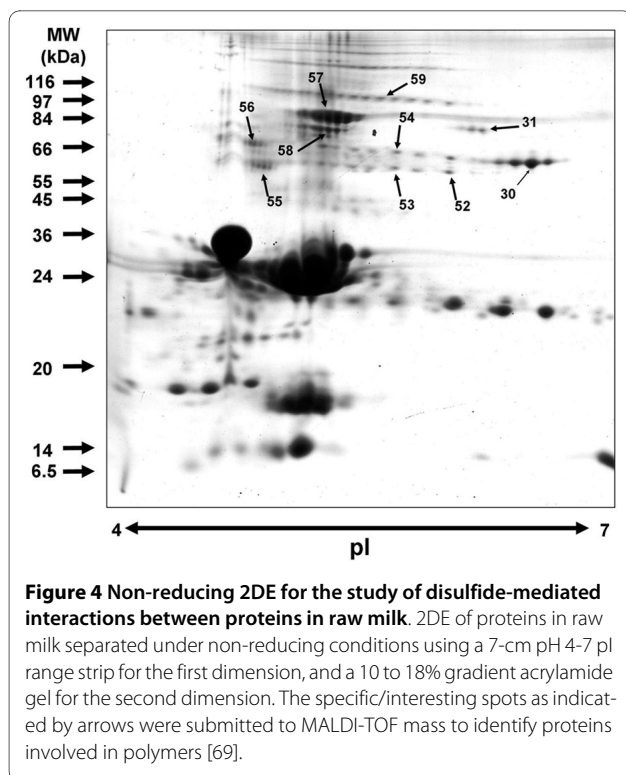 MW
(kDa)
116
97
84
66
55
45
36
24
20
14
6.5
57
59
56
54
31
58
55
53
52
30
4
7
pI
Figure 4 Non-reducing 2DE for the study of disulfide-mediated
interactions between proteins in raw milk. 2DE of proteins in raw
milk separated under non-reducing conditions using a 7-cm pH 4-7 pI
range strip for the first dimension, and a 10 to 18% gradient acrylamide
gel for the second dimension. The specific/interesting spots as indicat-
ed by arrows were submitted to MALDI-TOF mass to identify proteins
involved in polymers [69].